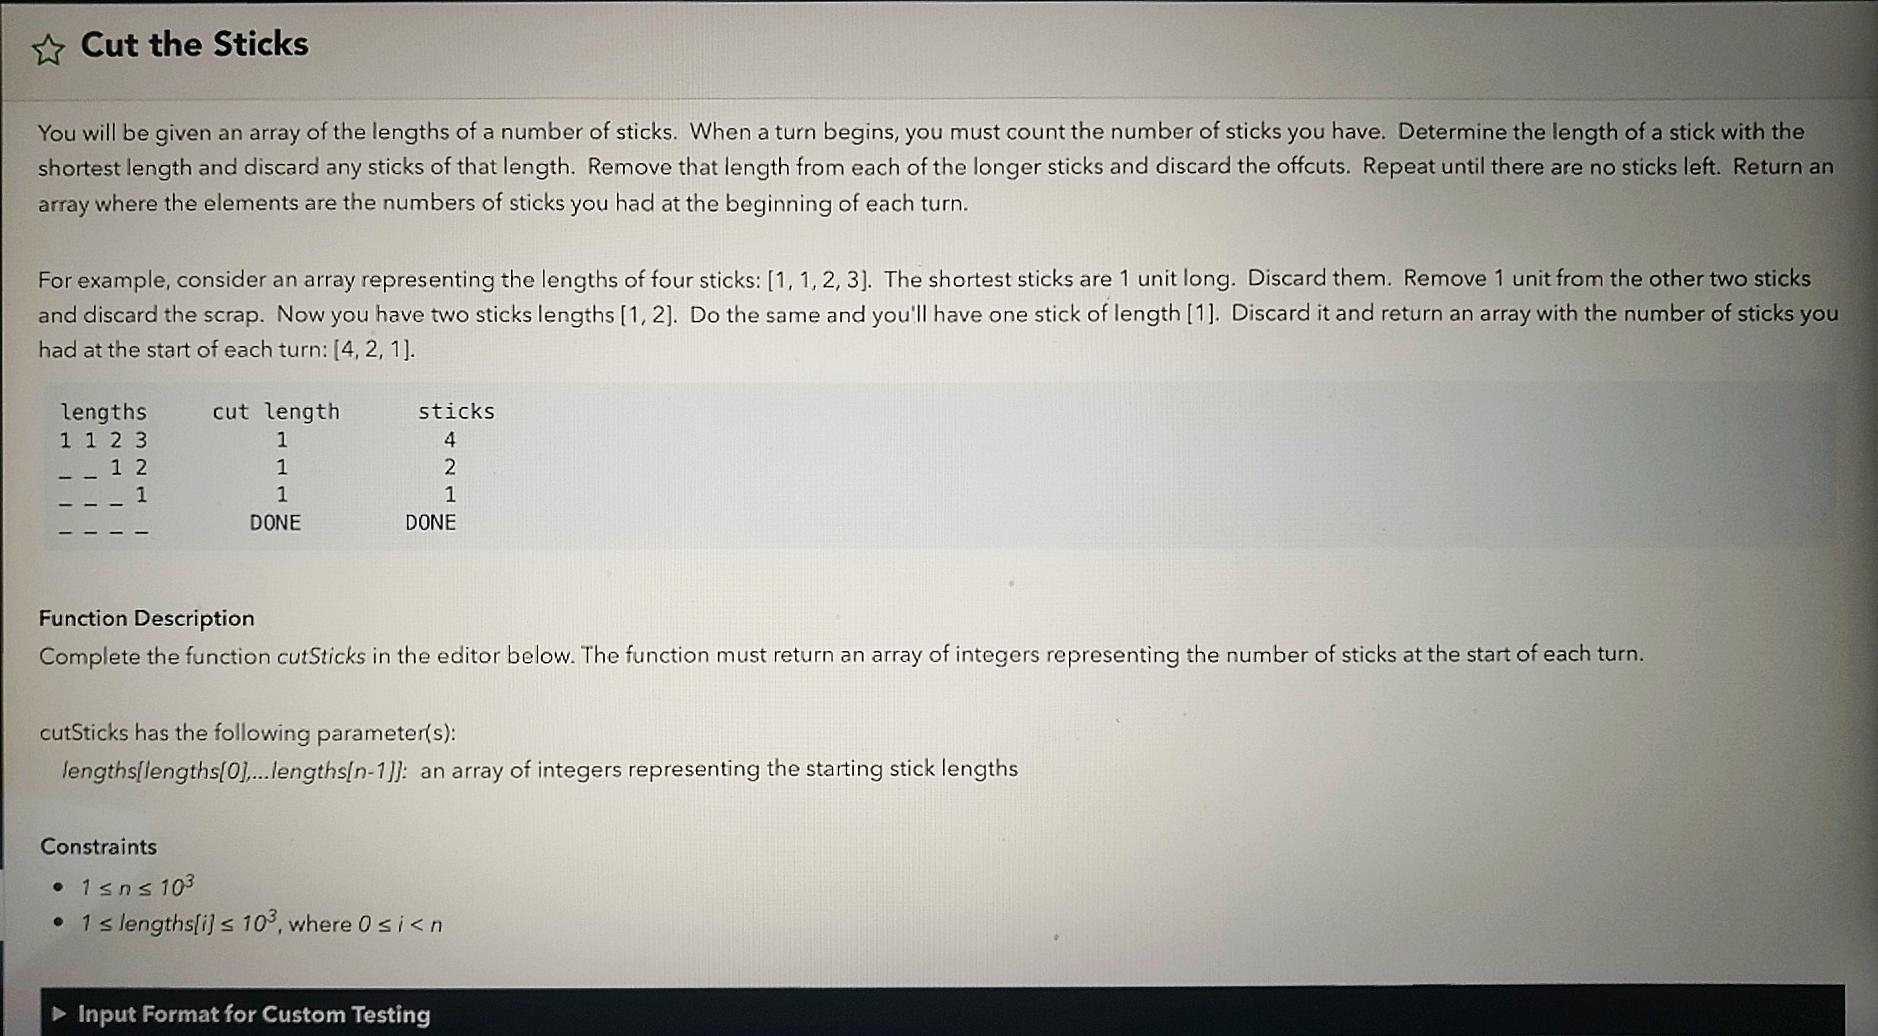 Cut the Sticks
You will be given an array of the lengths of a number of sticks. When a turn begins, you must count the number of sticks you have. Determine the length of a stick with the
shortest length and discard any sticks of that length. Remove that length from each of the longer sticks and discard the offcuts. Repeat until there are no sticks left. Return an
array where the elements are the numbers of sticks you had at the beginning of each turn.
For example, consider an array representing the lengths of four sticks: [1, 1, 2, 3]. The shortest sticks are 1 unit long. Discard them. Remove 1 unit from the other two sticks
and discard the scrap. Now you have two sticks lengths [1, 2]. Do the same and you'll have one stick of length [1]. Discard it and return an array with the number of sticks you
had at the start of each turn: [4, 2, 1].
lengths cut length sticks
1 1 2 3 1 4
_ _ 1 2 1 2
_ _ _ 1 1 1
_ _ _ _ DONE DONE
Function Description
Complete the function cutSticks in the editor below. The function must return an array of integers representing the number of sticks at the start of each turn.
cutSticks has the following parameter(s):
lengths[lengths[0],...lengths[n-1]]: an array of integers representing the starting stick lengths
Constraints
• 1 ≤ n ≤ 10³
• 1 ≤ lengths[i] ≤ 10³, where 0 ≤ i < n
► Input Format for Custom Testing